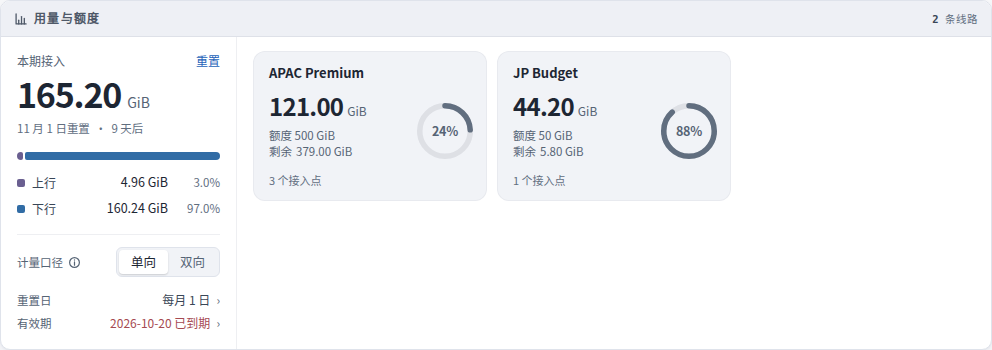 用量与额度
2 条线路
本期接入 重置
165.20 GiB
11 月 1 日重置 • 9 天后
上行 4.96 GiB 3.0%
下行 160.24 GiB 97.0%
计量口径 单向 双向
重置日 每月 1 日 ›
有效期 2026-10-20 已到期 ›
APAC Premium
121.00 GiB
额度 500 GiB
剩余 379.00 GiB
24%
3 个接入点
JP Budget
44.20 GiB
额度 50 GiB
剩余 5.80 GiB
88%
1 个接入点